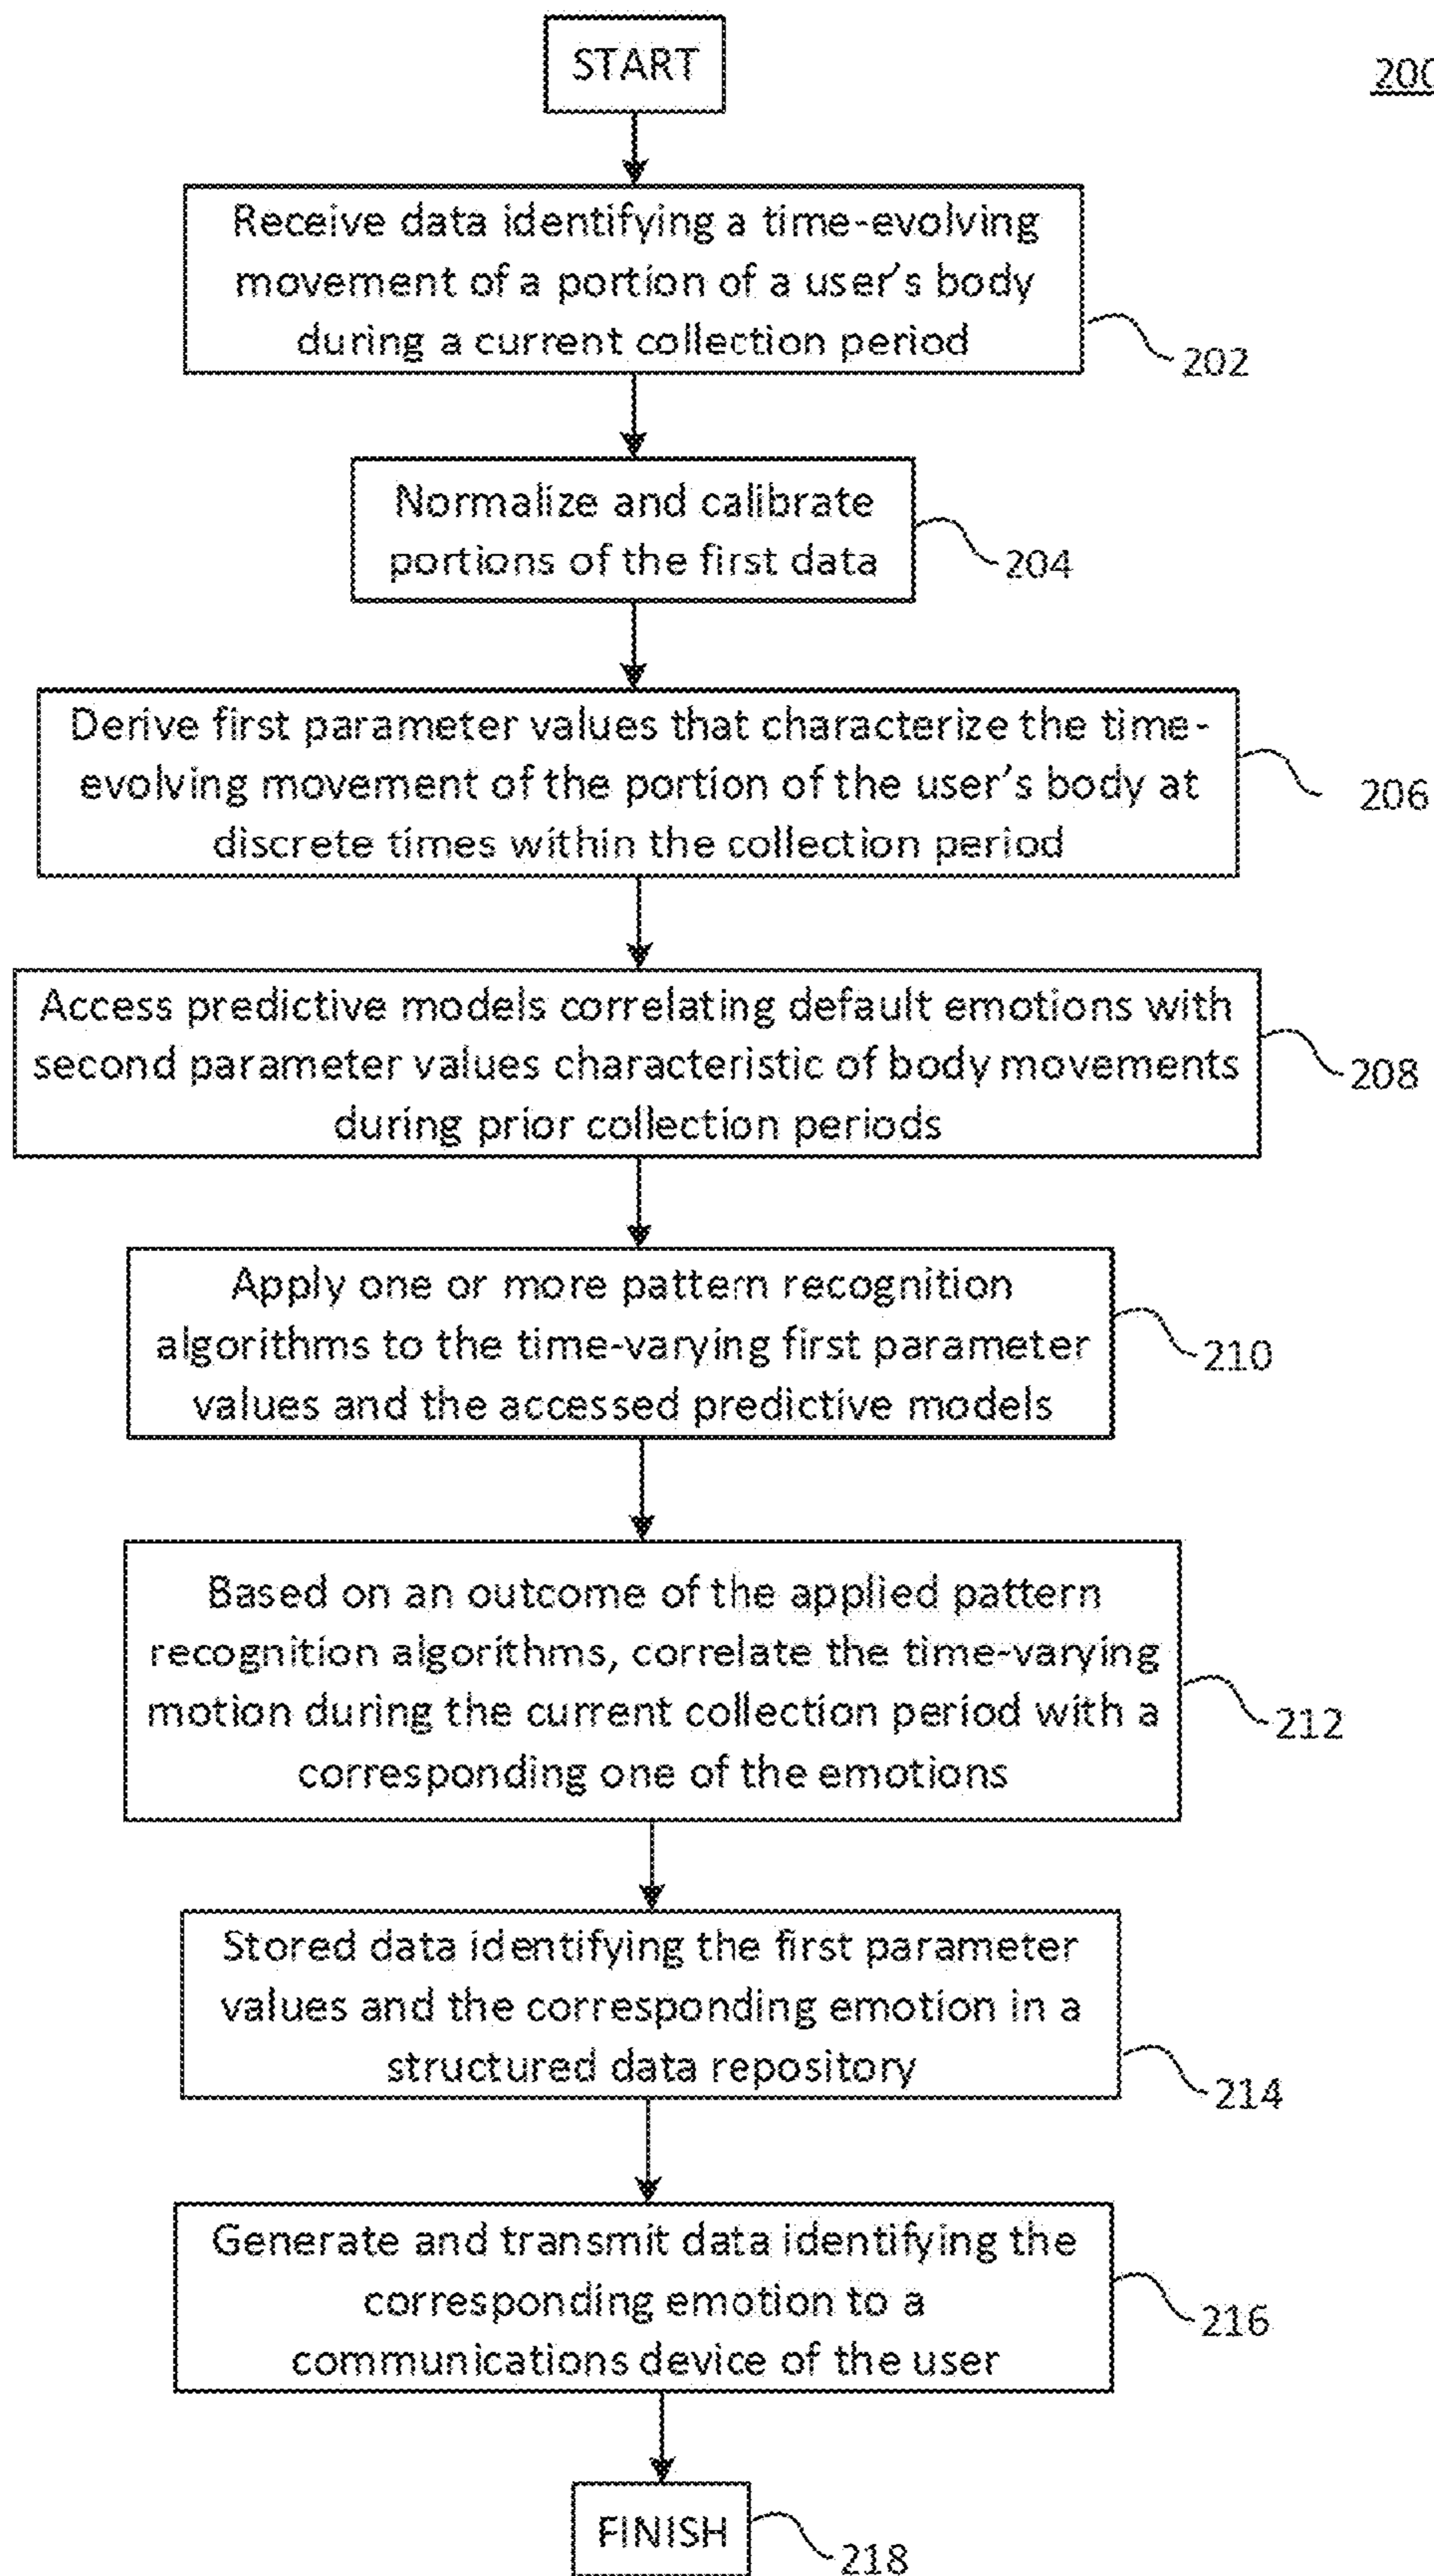 START
200
Receive data identifying a time-evolving
movement of a portion of a user's body
during a current collection period
202
Normalize and calibrate
portions of the first data
204
Derive first parameter values that characterize the time-
evolving movement of the portion of the user's body at
discrete times within the collection period
206
Access predictive models correlating default emotions with
second parameter values characteristic of body movements
during prior collection periods
208
Apply one or more pattern recognition
algorithms to the time-varying first parameter
values and the accessed predictive models
210
Based on an outcome of the applied pattern
recognition algorithms, correlate the time-varying
motion during the current collection period with a
corresponding one of the emotions
212
Stored data identifying the first parameter
values and the corresponding emotion in a
structured data repository
214
Generate and transmit data identifying the
corresponding emotion to a
communications device of the user
216
FINISH
218